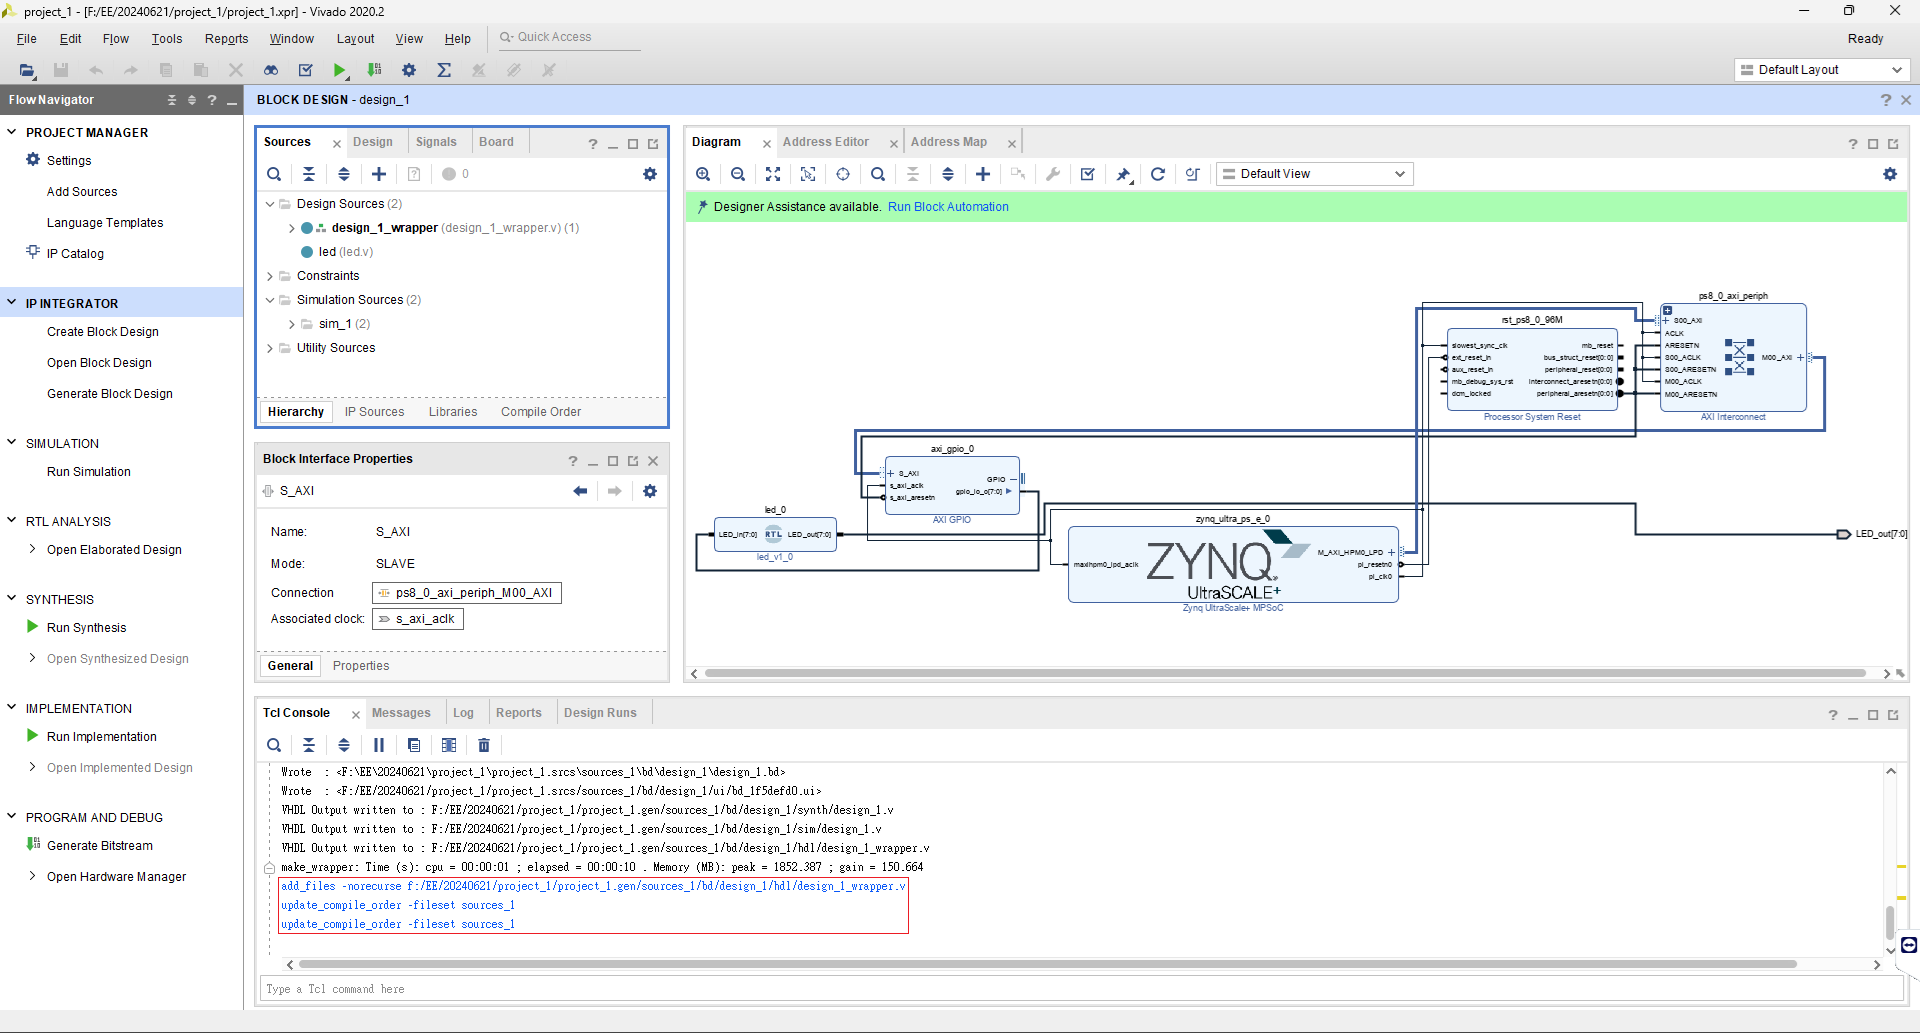 project_1 - [F:/EE/20240621/project_1/project_1.xpr] - Vivado 2020.2
File Edit Flow Tools Reports Window Layout View Help Quick Access Ready
Default Layout
Flow Navigator
PROJECT MANAGER
Settings
Add Sources
Language Templates
IP Catalog
IP INTEGRATOR
Create Block Design
Open Block Design
Generate Block Design
SIMULATION
Run Simulation
RTL ANALYSIS
Open Elaborated Design
SYNTHESIS
Run Synthesis
Open Synthesized Design
IMPLEMENTATION
Run Implementation
Open Implemented Design
PROGRAM AND DEBUG
Generate Bitstream
Open Hardware Manager
BLOCK DESIGN - design_1
Sources Design Signals Board
0
Design Sources (2)
design_1_wrapper (design_1_wrapper.v) (1)
led (led.v)
Constraints
Simulation Sources (2)
sim_1 (2)
Utility Sources
Hierarchy IP Sources Libraries Compile Order
Block Interface Properties
S_AXI
Name: S_AXI
Mode: SLAVE
Connection ps8_0_axi_periph_M00_AXI
Associated clock: s_axi_aclk
General Properties
Diagram Address Editor Address Map
Default View
Designer Assistance available. Run Block Automation
ps8_0_axi_periph
S00_AXI
ACLK
ARESETN
S00_ACLK
S00_ARESETN
M00_ACLK
M00_ARESETN
M00_AXI
AXI Interconnect
rst_ps8_0_96M
slowest_sync_clk
ext_reset_in
aux_reset_in
mb_debug_sys_rst
dcm_locked
mb_reset
bus_struct_reset[0:0]
peripheral_reset[0:0]
interconnect_aresetn[0:0]
peripheral_aresetn[0:0]
Processor System Reset
axi_gpio_0
S_AXI
s_axi_aclk
s_axi_aresetn
GPIO
gpio_io_o[7:0]
AXI GPIO
led_0
LED_in[7:0] RTL LED_out[7:0]
led_v1_0
zynq_ultra_ps_e_0
maxihpm0_lpd_aclk
ZYNQ
UltraSCALE+
M_AXI_HPM0_LPD
pl_resetn0
pl_clk0
Zynq UltraScale+ MPSoC
LED_out[7:0]
Tcl Console Messages Log Reports Design Runs
Wrote : <F:\EE\20240621\project_1\project_1.srcs\sources_1\bd\design_1\design_1.bd>
Wrote : <F:/EE/20240621/project_1/project_1.srcs/sources_1/bd/design_1/ui/bd_1f5defd0.ui>
VHDL Output written to : F:/EE/20240621/project_1/project_1.gen/sources_1/bd/design_1/synth/design_1.v
VHDL Output written to : F:/EE/20240621/project_1/project_1.gen/sources_1/bd/design_1/sim/design_1.v
VHDL Output written to : F:/EE/20240621/project_1/project_1.gen/sources_1/bd/design_1/hdl/design_1_wrapper.v
make_wrapper: Time (s): cpu = 00:00:01 ; elapsed = 00:00:10 . Memory (MB): peak = 1852.387 ; gain = 150.664
add_files -norecurse f:/EE/20240621/project_1/project_1.gen/sources_1/bd/design_1/hdl/design_1_wrapper.v
update_compile_order -fileset sources_1
update_compile_order -fileset sources_1
Type a Tcl command here